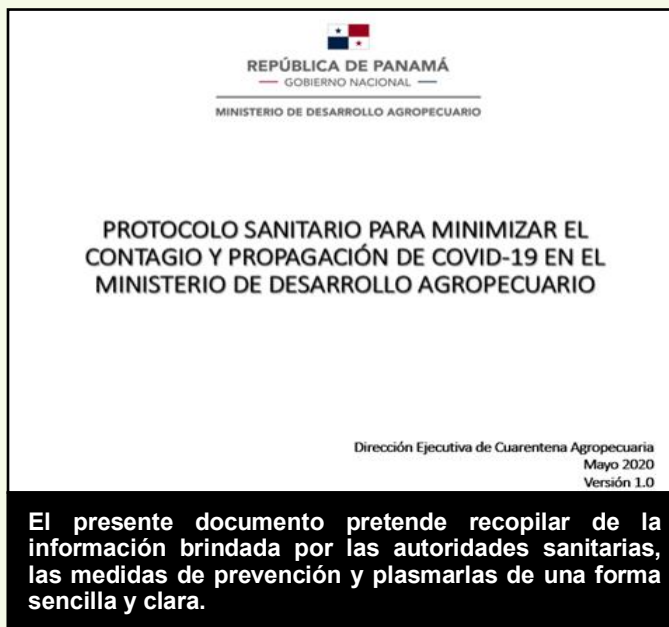 REPÚBLICA DE PANAMÁ
GOBIERNO NACIONAL
MINISTERIO DE DESARROLLO AGROPECUARIO
PROTOCOLO SANITARIO PARA MINIMIZAR EL
CONTAGIO Y PROPAGACIÓN DE COVID-19 EN EL
MINISTERIO DE DESARROLLO AGROPECUARIO
Dirección Ejecutiva de Cuarentena Agropecuaria
Mayo 2020
Versión 1.0
El presente documento pretende recopilar de la
información brindada por las autoridades sanitarias,
las medidas de prevención y plasmarlas de una forma
sencilla y clara.